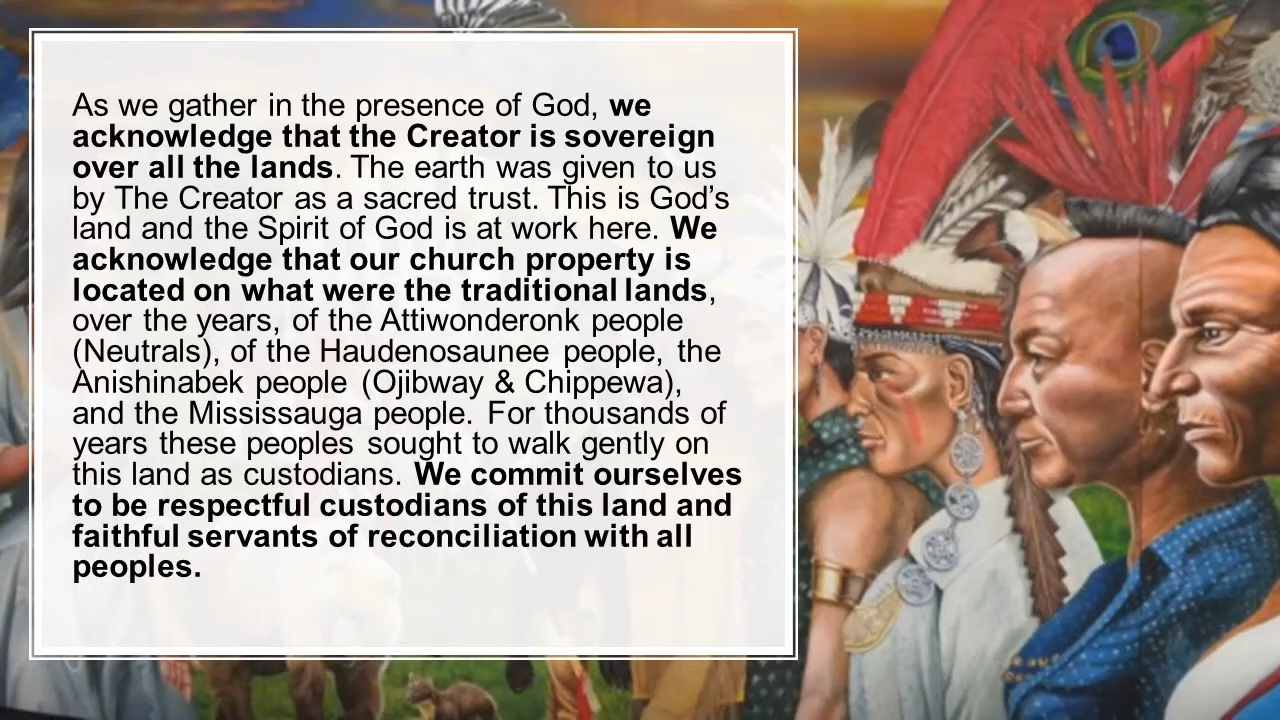 As we gather in the presence of God, we
acknowledge that the Creator is sovereign
over all the lands. The earth was given to us
by The Creator as a sacred trust. This is God’s
land and the Spirit of God is at work here. We
acknowledge that our church property is
located on what were the traditional lands,
over the years, of the Attiwonderonk people
(Neutrals), of the Haudenosaunee people, the
Anishinabek people (Ojibway & Chippewa),
and the Mississauga people. For thousands of
years these peoples sought to walk gently on
this land as custodians. We commit ourselves
to be respectful custodians of this land and
faithful servants of reconciliation with all
peoples.